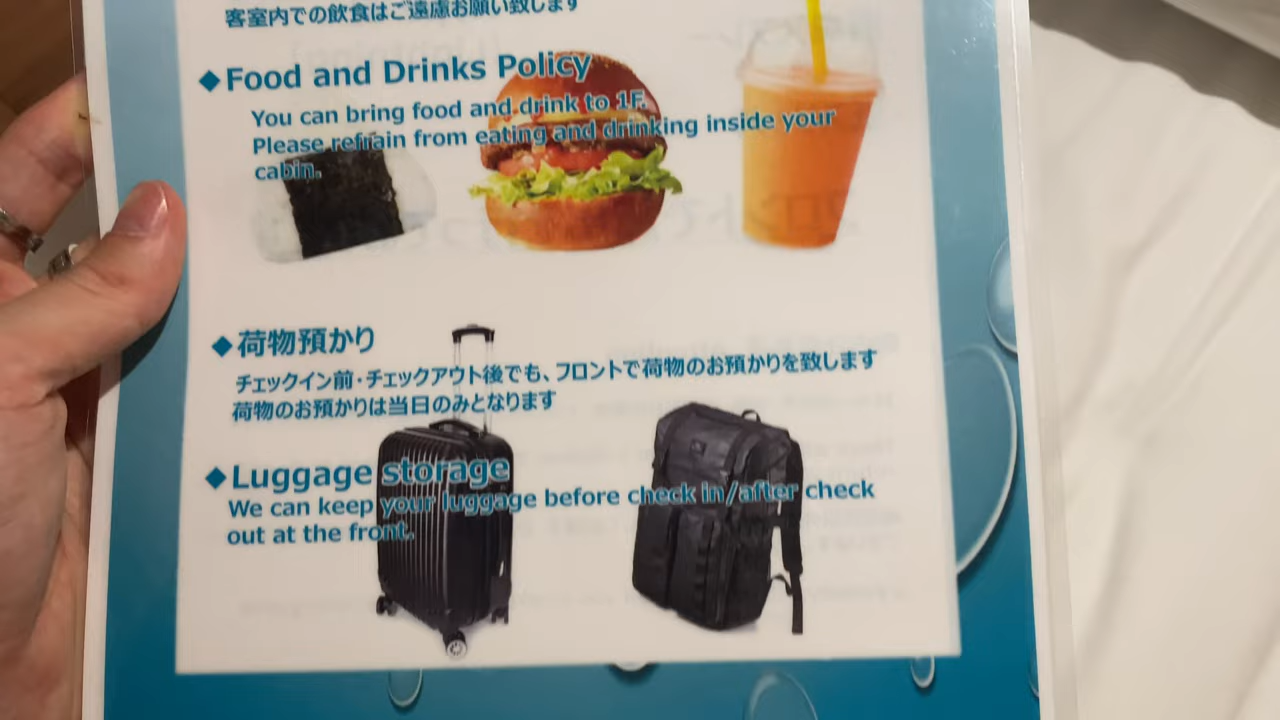 客室内での飲食はご遠慮お願い致します
◆Food and Drinks Policy
You can bring food and drink to 1F.
Please refrain from eating and drinking inside your
cabin.
◆荷物預かり
チェックイン前・チェックアウト後でも、フロントで荷物のお預かりを致します
荷物のお預かりは当日のみとなります
◆Luggage storage
We can keep your luggage before check in/after check
out at the front.